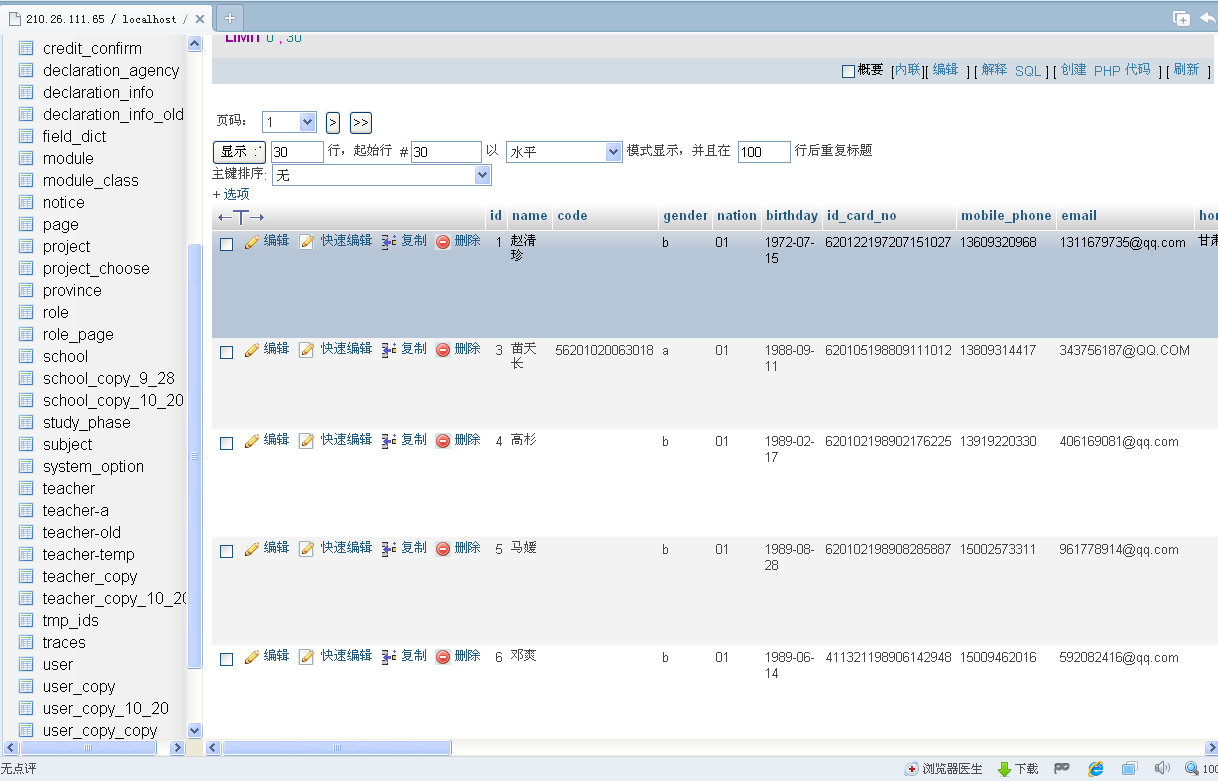 210.26.111.65 / localhost /
credit_confirm
declaration_agency
declaration_info
declaration_info_old
field_dict
module
module_class
notice
page
project
project_choose
province
role
role_page
school
school_copy_9_28
school_copy_10_20
study_phase
subject
system_option
teacher
teacher-a
teacher-old
teacher-temp
teacher_copy
teacher_copy_10_20
tmp_ids
traces
user
user_copy
user_copy_10_20
user_copy_copy
LIMIT 0 , 30
概要 [内联][ 编辑 ] [ 解释 SQL ] [ 创建 PHP 代码 ] [ 刷新 ]
页码: 1 > >>
显示 : 30 行，起始行 # 30 以 水平 模式显示，并且在 100 行后重复标题
主键排序: 无
+ 选项
←T→ id name code gender nation birthday id_card_no mobile_phone email
编辑 快速编辑 复制 删除 1 赵清 b 01 1972-07- 620122197207151027 13609320968 1311679735@qq.com 甘肃
珍 15
编辑 快速编辑 复制 删除 3 苗天 56201020063018 a 01 1988-09- 620105198809111012 13809314417 343756187@QQ.COM
长 11
编辑 快速编辑 复制 删除 4 高杉 b 01 1989-02- 620102198902176225 13919220330 406169081@qq.com
17
编辑 快速编辑 复制 删除 5 马媛 b 01 1989-08- 620102198908285887 15002573311 961778914@qq.com
28
编辑 快速编辑 复制 删除 6 邓爽 b 01 1989-06- 411321198906142948 15009462016 592082416@qq.com
14
无点评 浏览器医生 下载 100